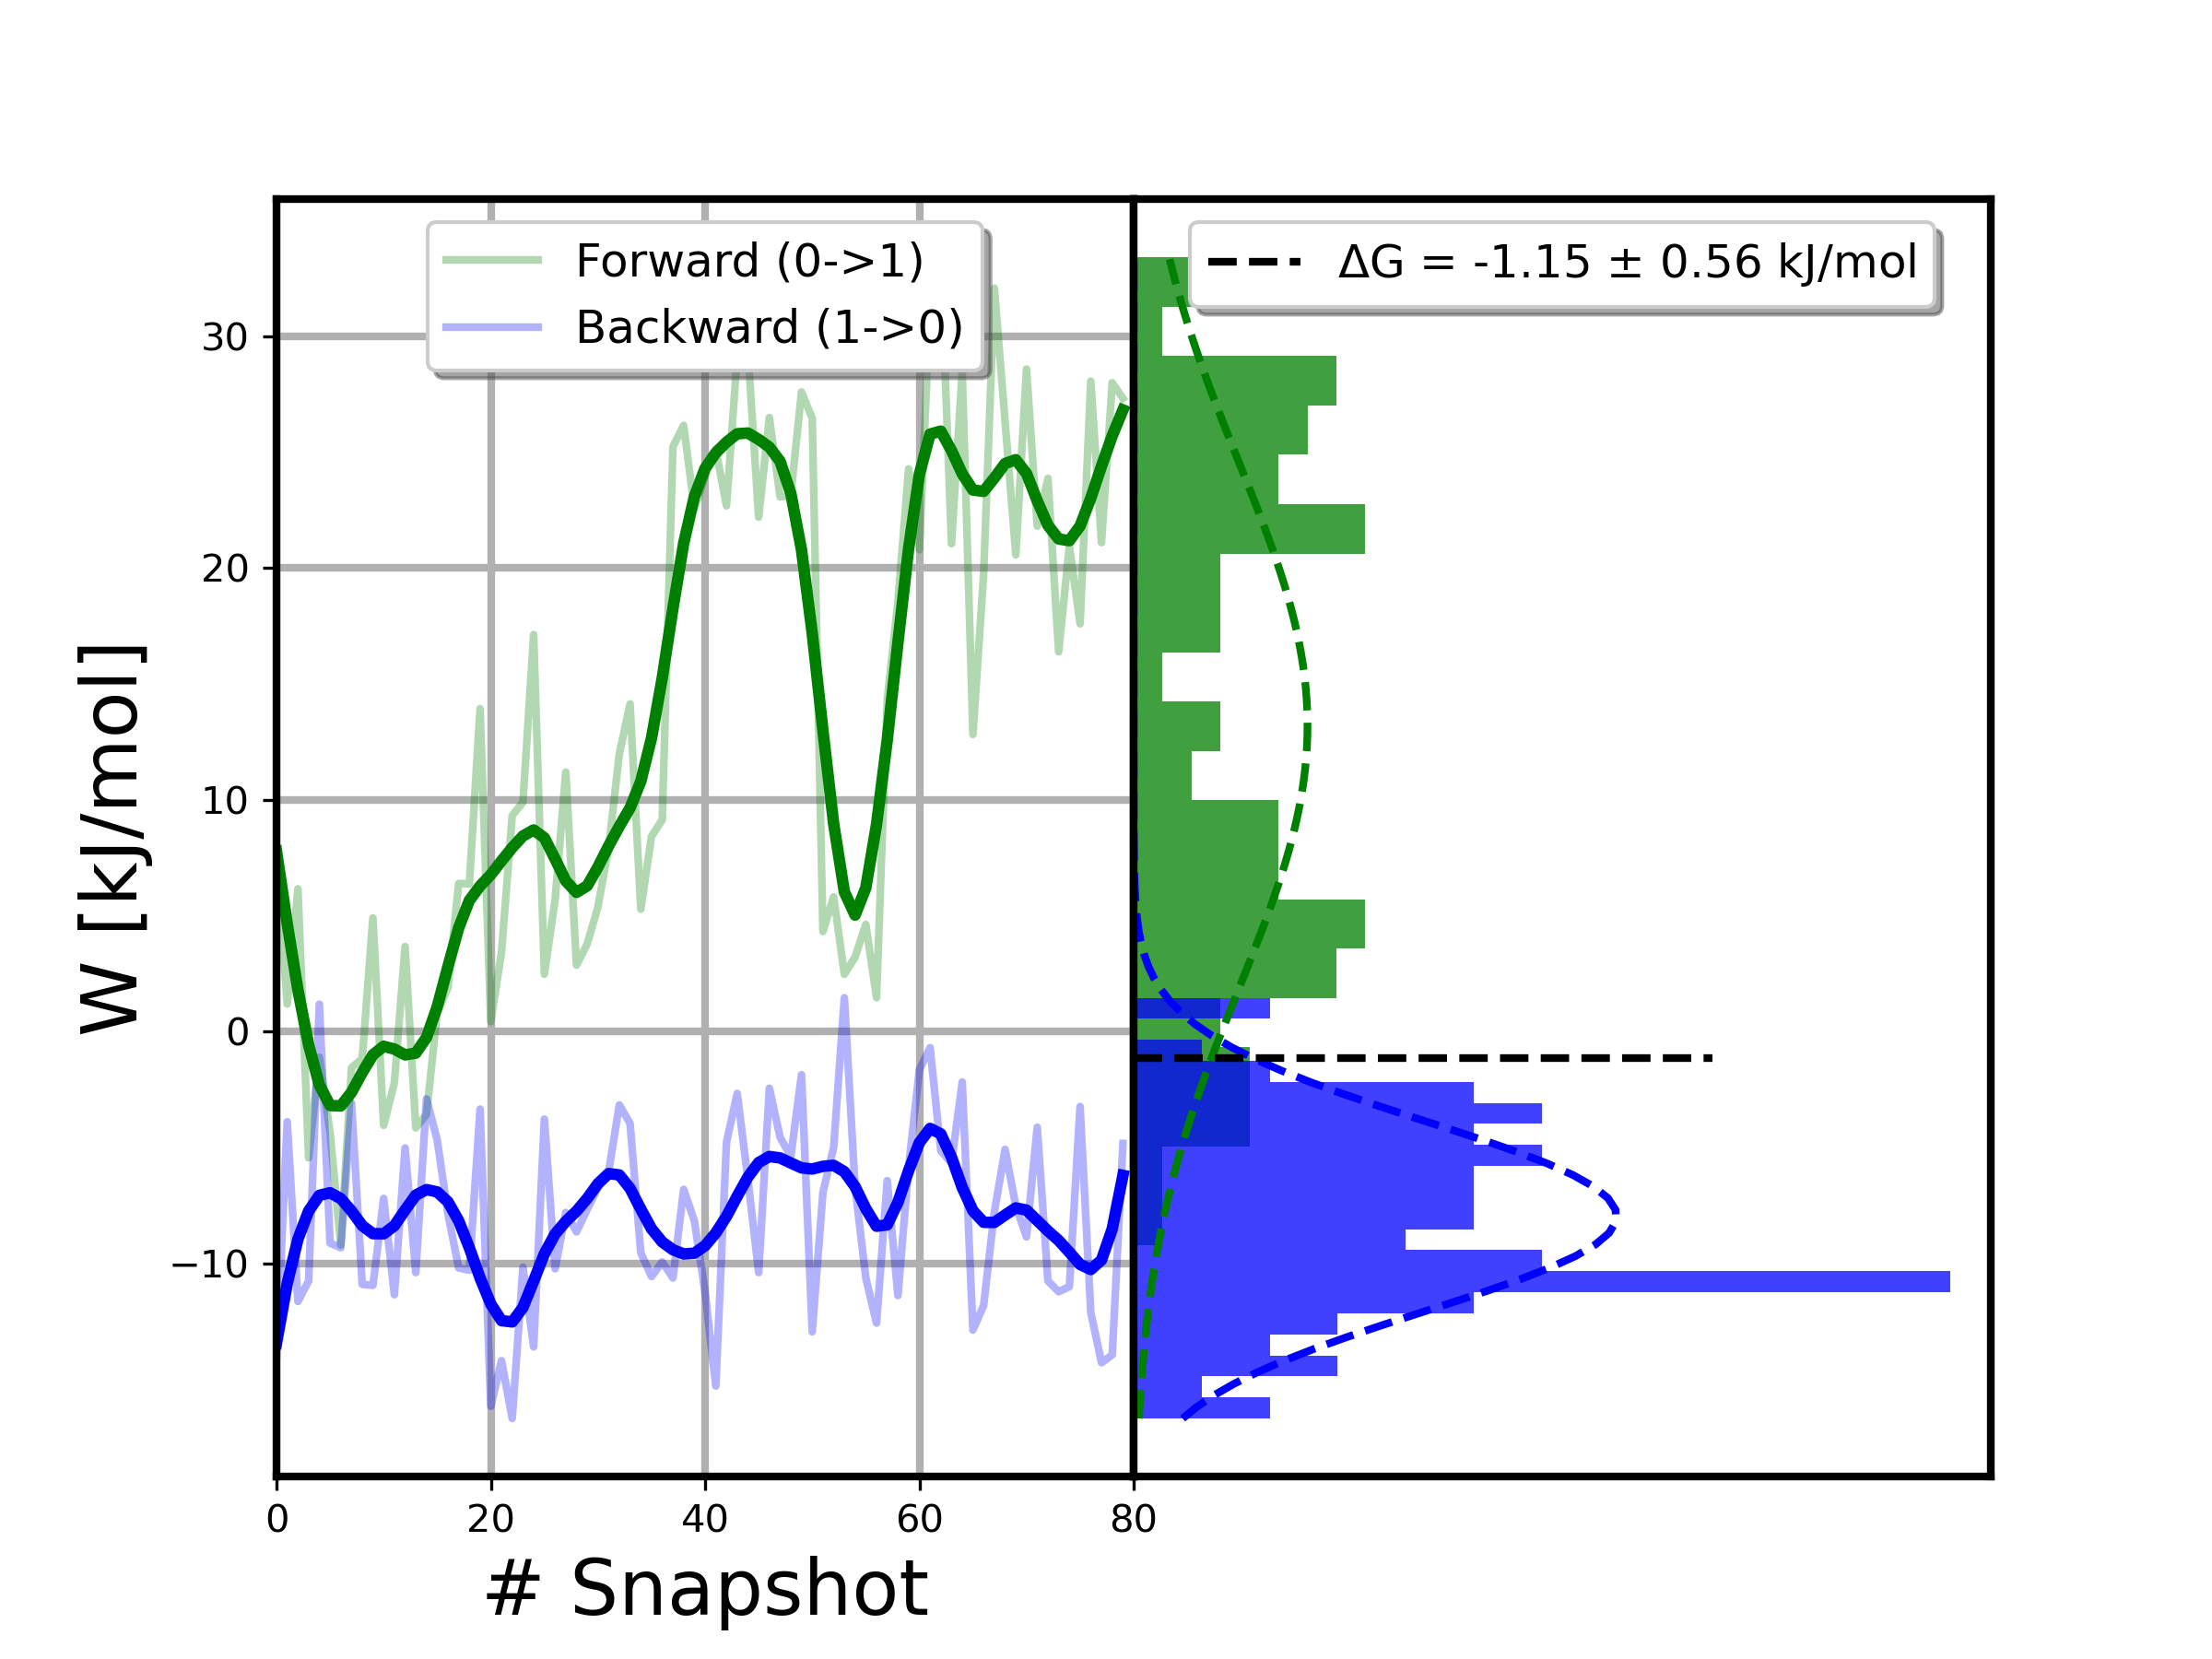 Forward (0->1)
Backward (1->0)
ΔG = -1.15 ± 0.56 kJ/mol
W [kJ/mol]
30
20
10
0
−10
0 20 40 60 80
# Snapshot